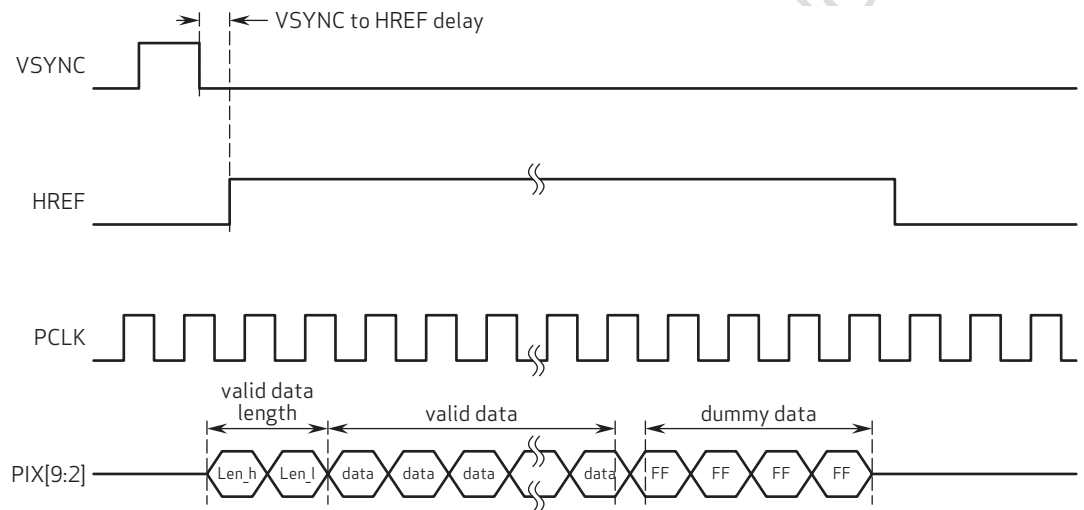 VSYNC to HREF delay
VSYNC
HREF
PCLK
valid data
length
valid data
dummy data
PIX[9:2]
Len_h
Len_l
data
data
data
data
FF
FF
FF
FF